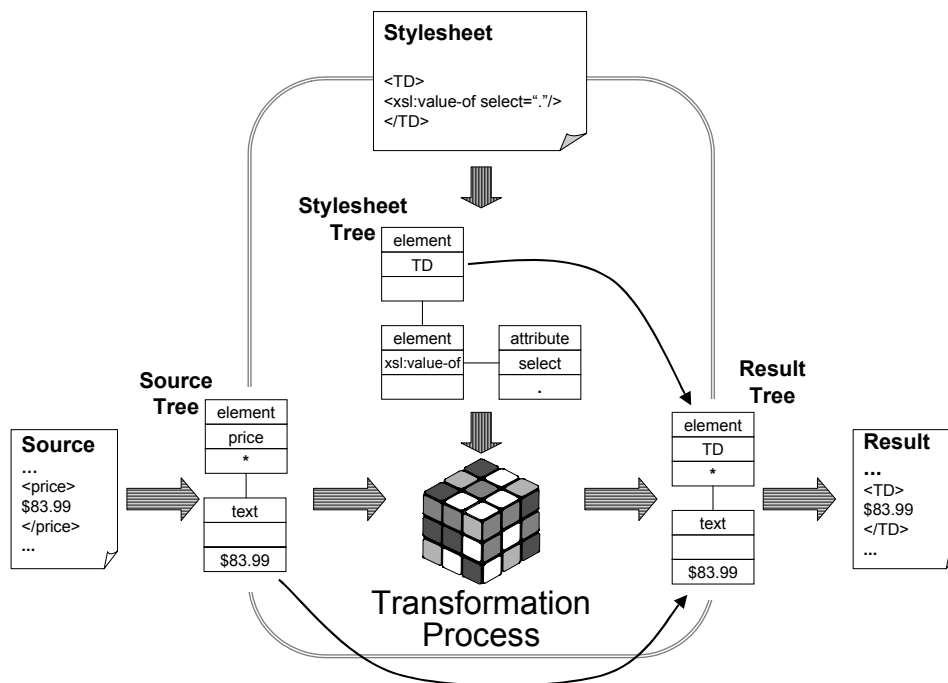 Stylesheet
<TD>
<xsl:value-of select=“.”/>
</TD>
Stylesheet
Tree
element
TD
element
xsl:value-of
attribute
select
.
Source
Tree
element
price
*
text
$83.99
Source
...
<price>
$83.99
</price>
...
Transformation
Process
Result
Tree
element
TD
*
text
$83.99
Result
...
<TD>
$83.99
</TD>
...